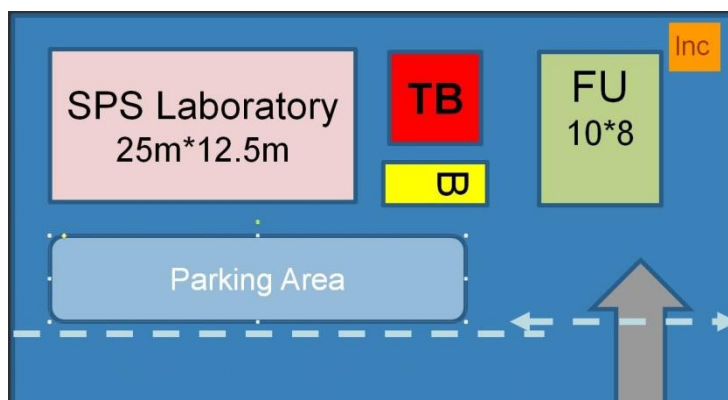 SPS Laboratory
25m*12.5m
TB
B
FU
10*8
Inc
Parking Area